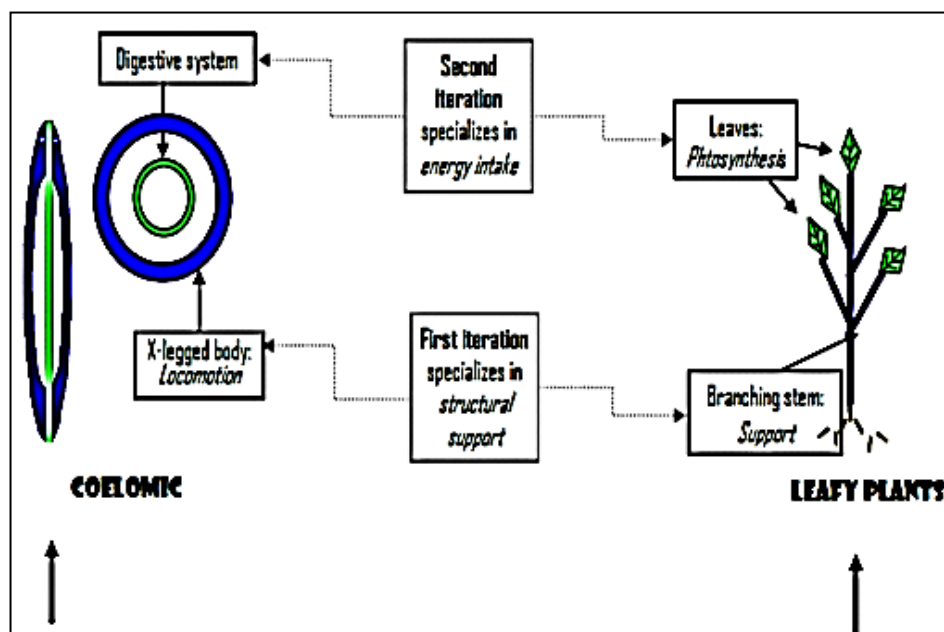 Digestive system
Second
Iteration
specializes in
energy intake
Leaves:
Phtosynthesis
X-legged body:
Locomotion
First Iteration
specializes in
structural
support
Branching stem:
Support
COELOMIC
LEAFY PLANTS